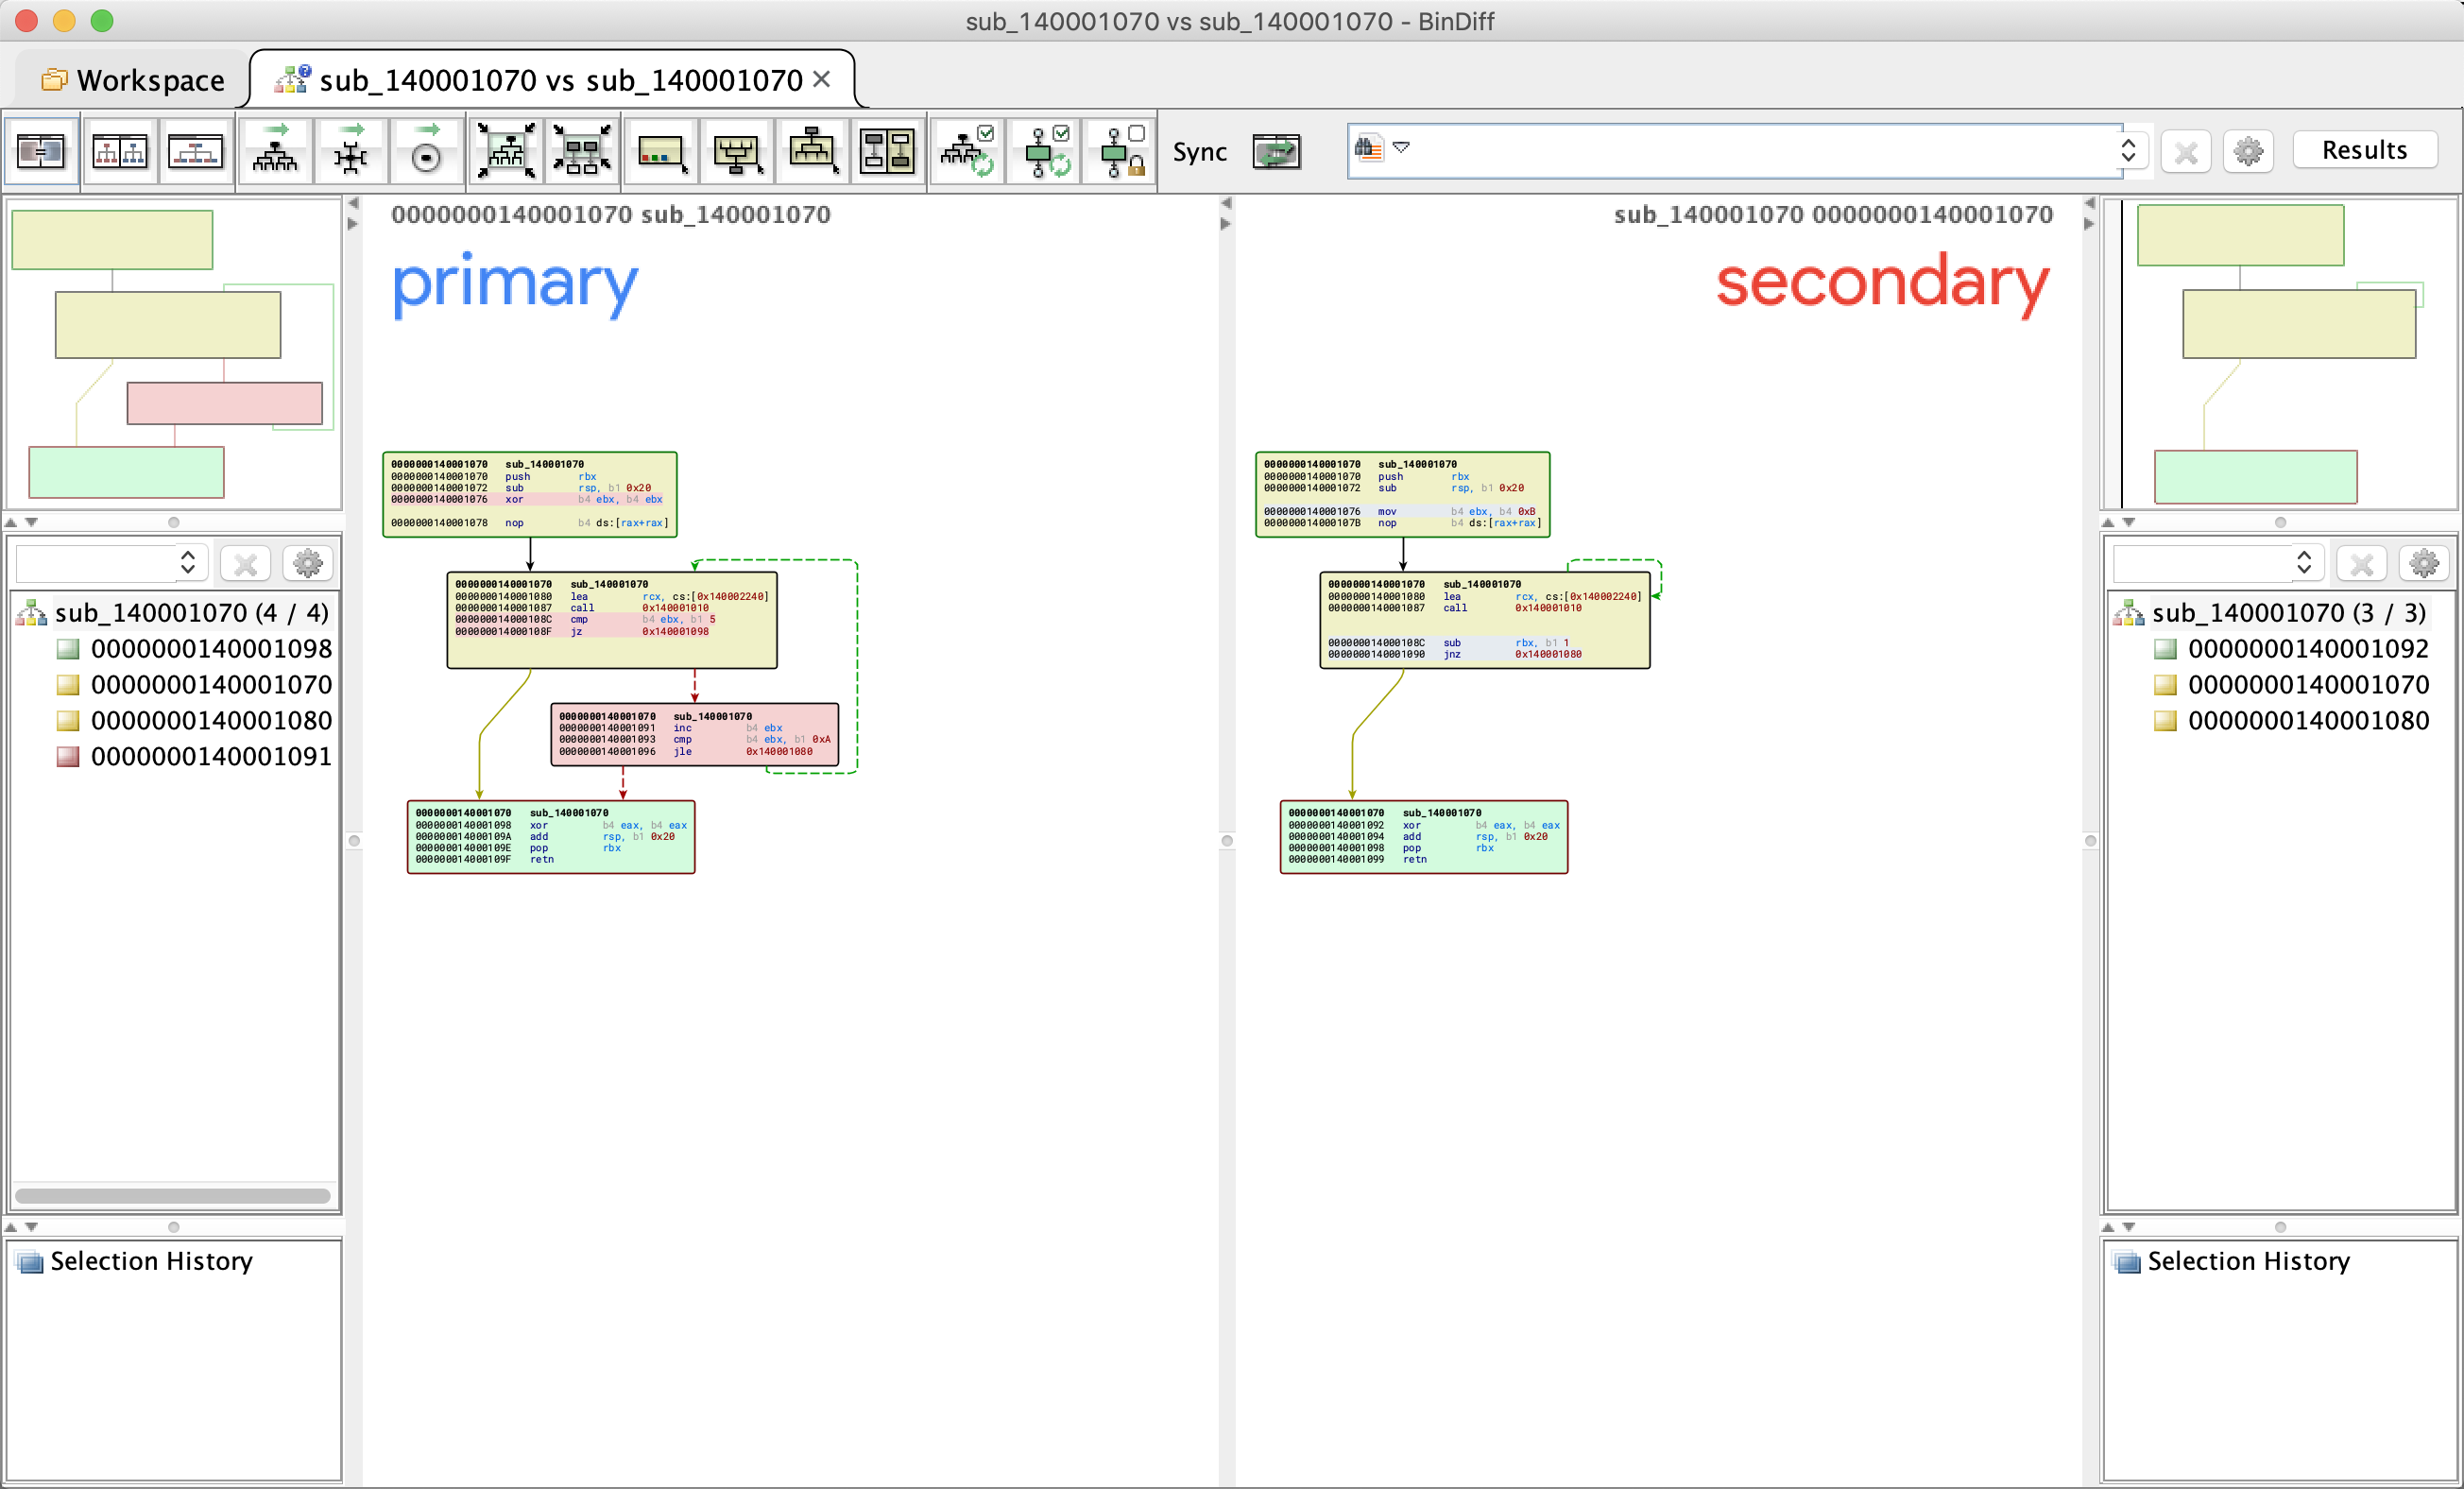 sub_140001070 vs sub_140001070 - BinDiff
Workspace
sub_140001070 vs sub_140001070
Sync
Results
0000000140001070 sub_140001070
primary
0000000140001070 sub_140001070
0000000140001070 push rbx
0000000140001072 sub rsp, b1 0x20
0000000140001076 xor b4 ebx, b4 ebx
0000000140001078 nop b4 ds:[rax+rax]
0000000140001070 sub_140001070
0000000140001080 lea rcx, cs:[0x140002240]
0000000140001087 call 0x140001010
000000014000108C cmp b4 ebx, b1 5
000000014000108F jz 0x140001098
0000000140001070 sub_140001070
0000000140001091 inc b4 ebx
0000000140001093 cmp b4 ebx, b1 0xA
0000000140001096 jle 0x140001080
0000000140001070 sub_140001070
0000000140001098 xor b4 eax, b4 eax
000000014000109A add rsp, b1 0x20
000000014000109E pop rbx
000000014000109F retn
sub_140001070 0000000140001070
secondary
0000000140001070 sub_140001070
0000000140001070 push rbx
0000000140001072 sub rsp, b1 0x20
0000000140001076 mov b4 ebx, b4 0xB
000000014000107B nop b4 ds:[rax+rax]
0000000140001070 sub_140001070
0000000140001080 lea rcx, cs:[0x140002240]
0000000140001087 call 0x140001010
000000014000108C sub rbx, b1 1
0000000140001090 jnz 0x140001080
0000000140001070 sub_140001070
0000000140001092 xor b4 eax, b4 eax
0000000140001094 add rsp, b1 0x20
0000000140001098 pop rbx
0000000140001099 retn
sub_140001070 (4 / 4)
0000000140001098
0000000140001070
0000000140001080
0000000140001091
Selection History
sub_140001070 (3 / 3)
0000000140001092
0000000140001070
0000000140001080
Selection History